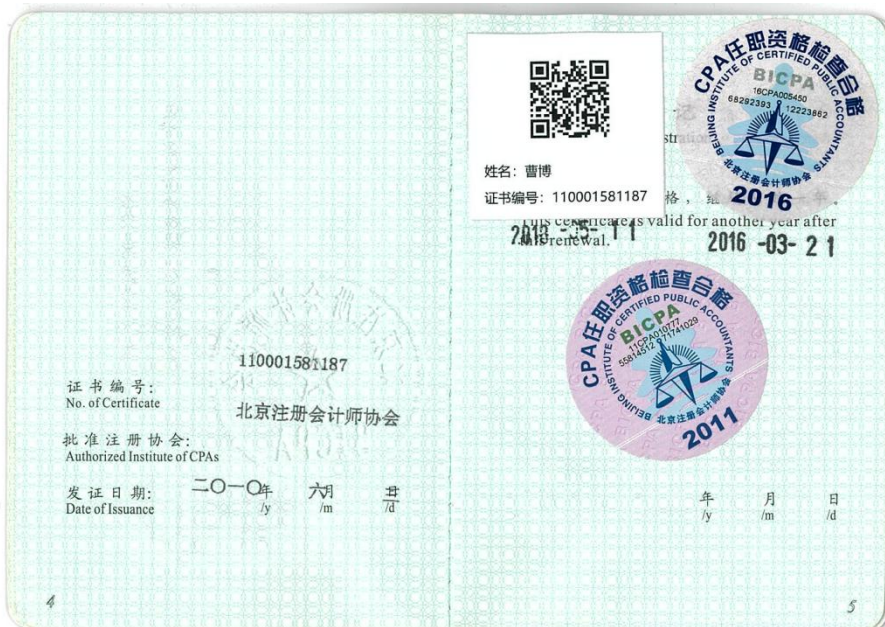 110001581187
证书编号:
No. of Certificate
北京注册会计师协会
批准注册协会:
Authorized Institute of CPAs
发证日期:
Date of Issuance
二〇一〇年
/y
六月
/m
日
/d
4
姓名:曹博
证书编号:110001581187
格,
This certificate is valid for another year after
this renewal.
2016 -03- 21
CPA任职资格检查合格
BEIJING INSTITUTE OF CERTIFIED PUBLIC ACCOUNTANTS
BICPA
16CPA005450
68292393 12223862
北京注册会计师协会
2016
CPA任职资格检查合格
BEIJING INSTITUTE OF CERTIFIED PUBLIC ACCOUNTANTS
BICPA
11CPA010777
55814512 71741029
北京注册会计师协会
2011
年
/y
月
/m
日
/d
5